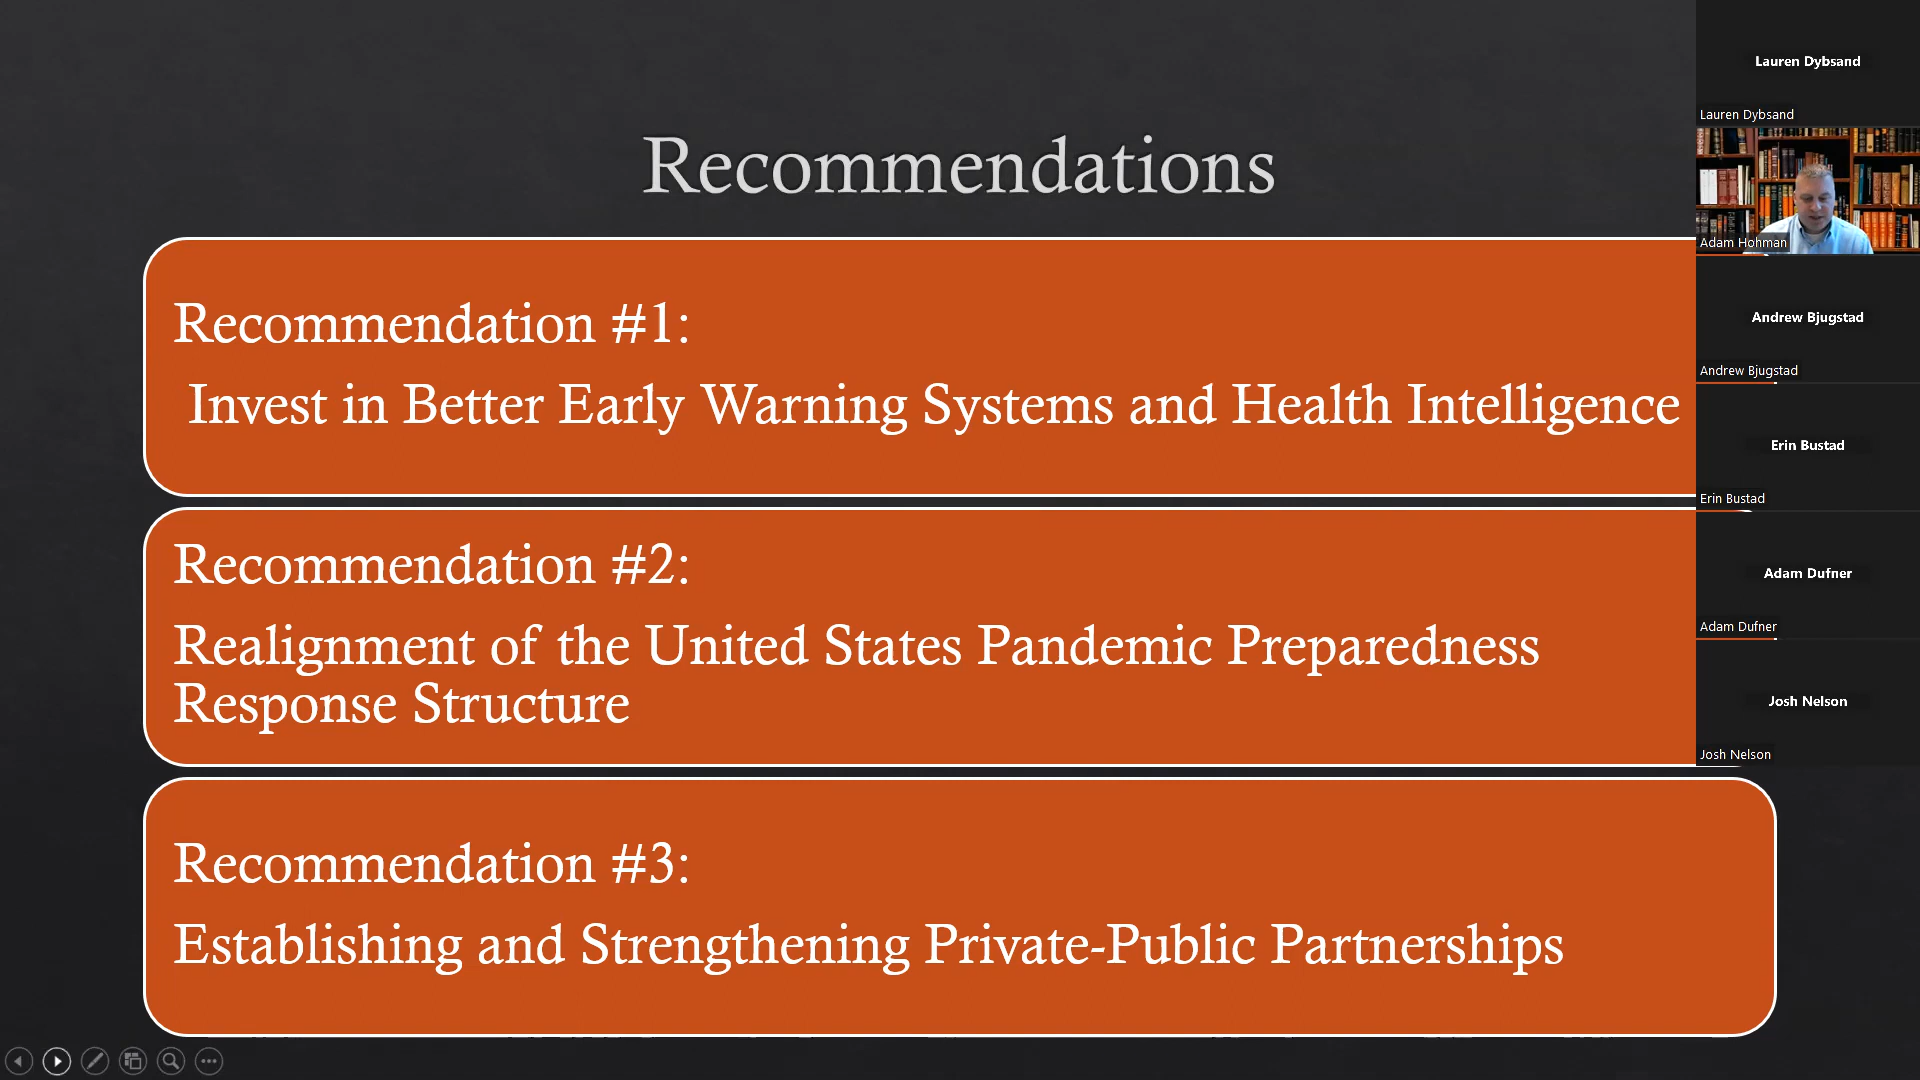 Recommendations
Recommendation #1:
Invest in Better Early Warning Systems and Health Intelligence
Recommendation #2:
Realignment of the United States Pandemic Preparedness
Response Structure
Recommendation #3:
Establishing and Strengthening Private-Public Partnerships
Lauren Dybsand
Lauren Dybsand
Adam Hohman
Andrew Bjugstad
Andrew Bjugstad
Erin Bustad
Erin Bustad
Adam Dufner
Adam Dufner
Josh Nelson
Josh Nelson